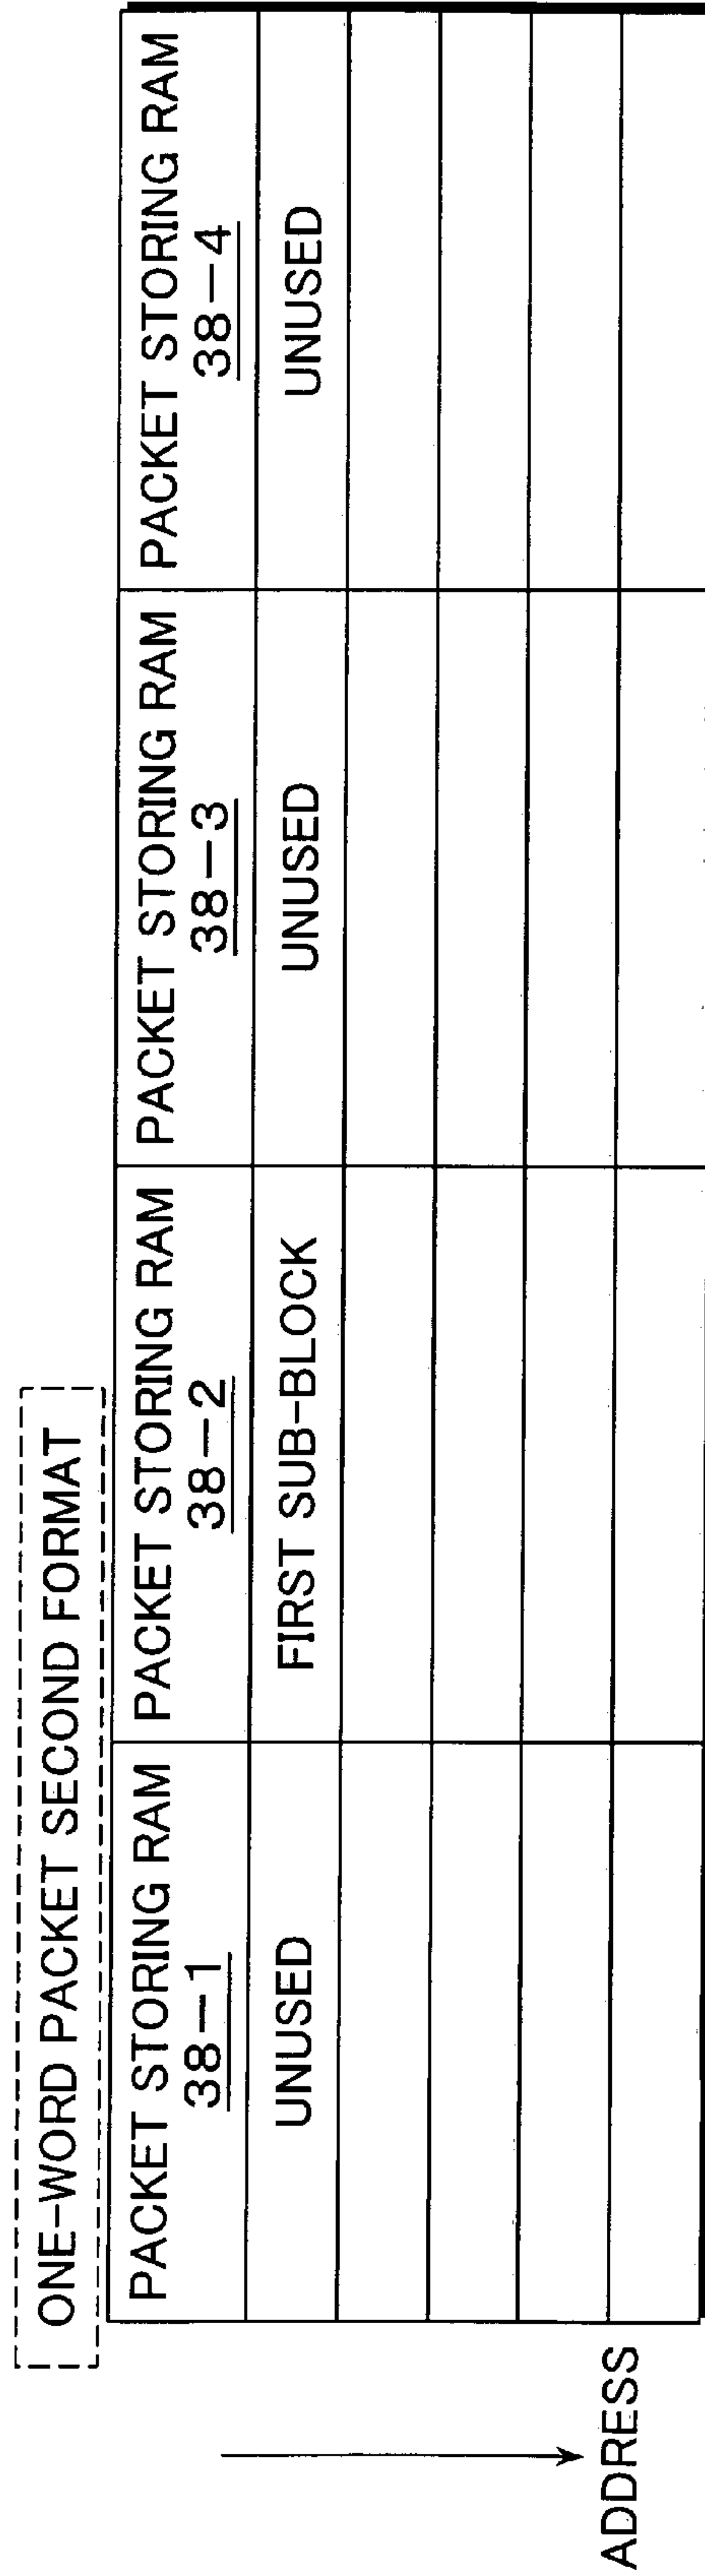 ONE-WORD PACKET SECOND FORMAT
PACKET STORING RAM
38-1
PACKET STORING RAM
38-2
PACKET STORING RAM
38-3
PACKET STORING RAM
38-4
UNUSED
FIRST SUB-BLOCK
UNUSED
UNUSED
ADDRESS